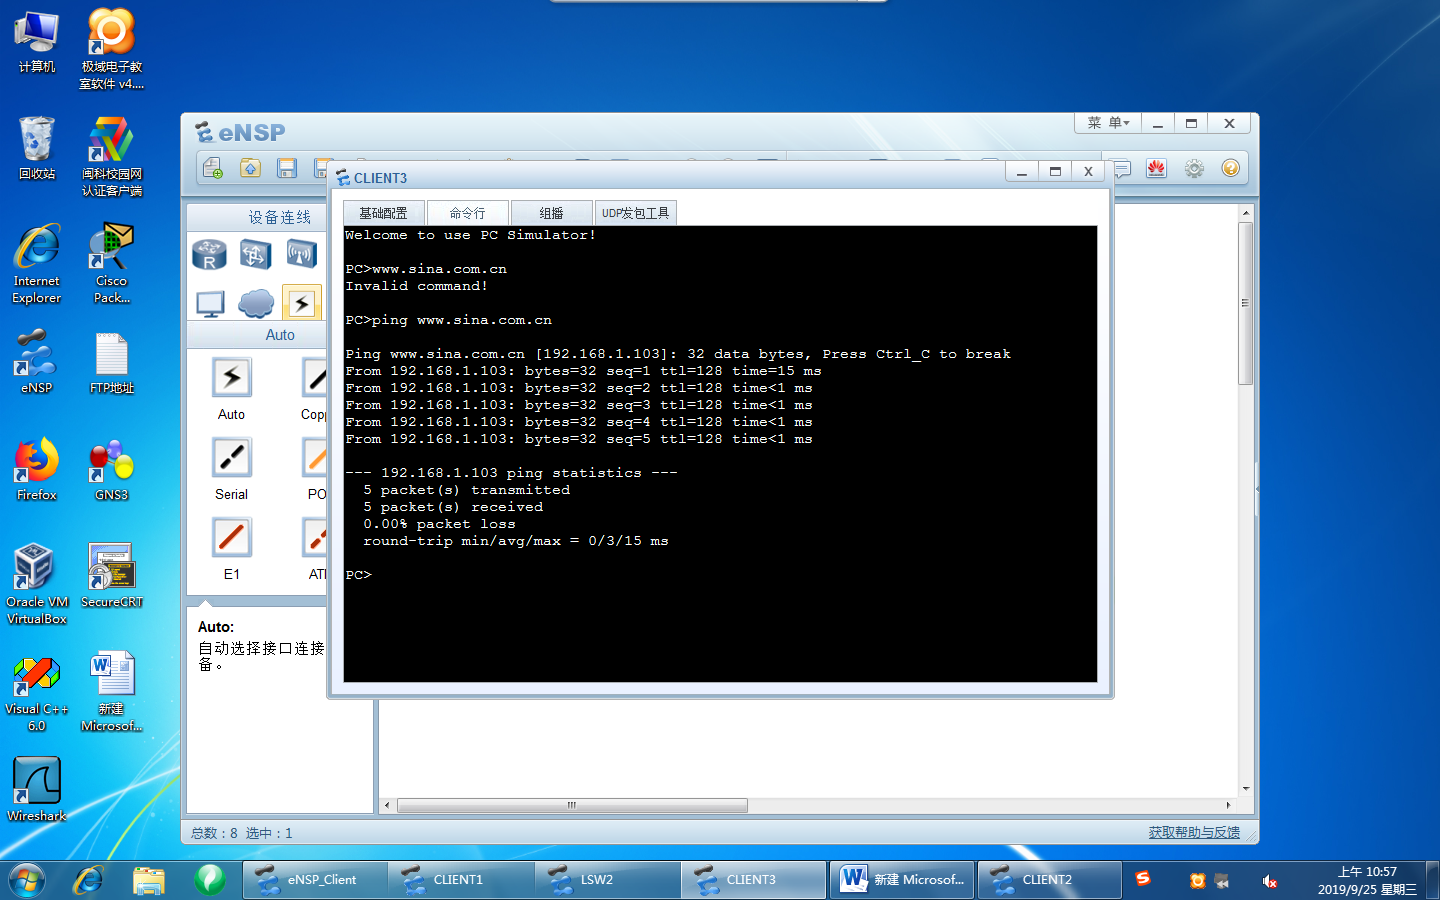 计算机
极域电子教
室软件 v4....
回收站
闽科校园网
认证客户端
Internet
Explorer
Cisco
Pack...
eNSP
FTP地址
Firefox
GNS3
Oracle VM
VirtualBox
SecureCRT
Visual C++
6.0
新建
Microsof...
Wireshark
eNSP
菜 单
设备连线
R
Auto
Auto
Copp
Serial
PO
E1
AT
Auto:
自动选择接口连接
备。
总数：8 选中：1
获取帮助与反馈
CLIENT3
基础配置
命令行
组播
UDP发包工具
Welcome to use PC Simulator!
PC>www.sina.com.cn
Invalid command!
PC>ping www.sina.com.cn
Ping www.sina.com.cn [192.168.1.103]: 32 data bytes, Press Ctrl_C to break
From 192.168.1.103: bytes=32 seq=1 ttl=128 time=15 ms
From 192.168.1.103: bytes=32 seq=2 ttl=128 time<1 ms
From 192.168.1.103: bytes=32 seq=3 ttl=128 time<1 ms
From 192.168.1.103: bytes=32 seq=4 ttl=128 time<1 ms
From 192.168.1.103: bytes=32 seq=5 ttl=128 time<1 ms
--- 192.168.1.103 ping statistics ---
5 packet(s) transmitted
5 packet(s) received
0.00% packet loss
round-trip min/avg/max = 0/3/15 ms
PC>
eNSP_Client
CLIENT1
LSW2
CLIENT3
新建 Microsof...
CLIENT2
上午 10:57
2019/9/25 星期三